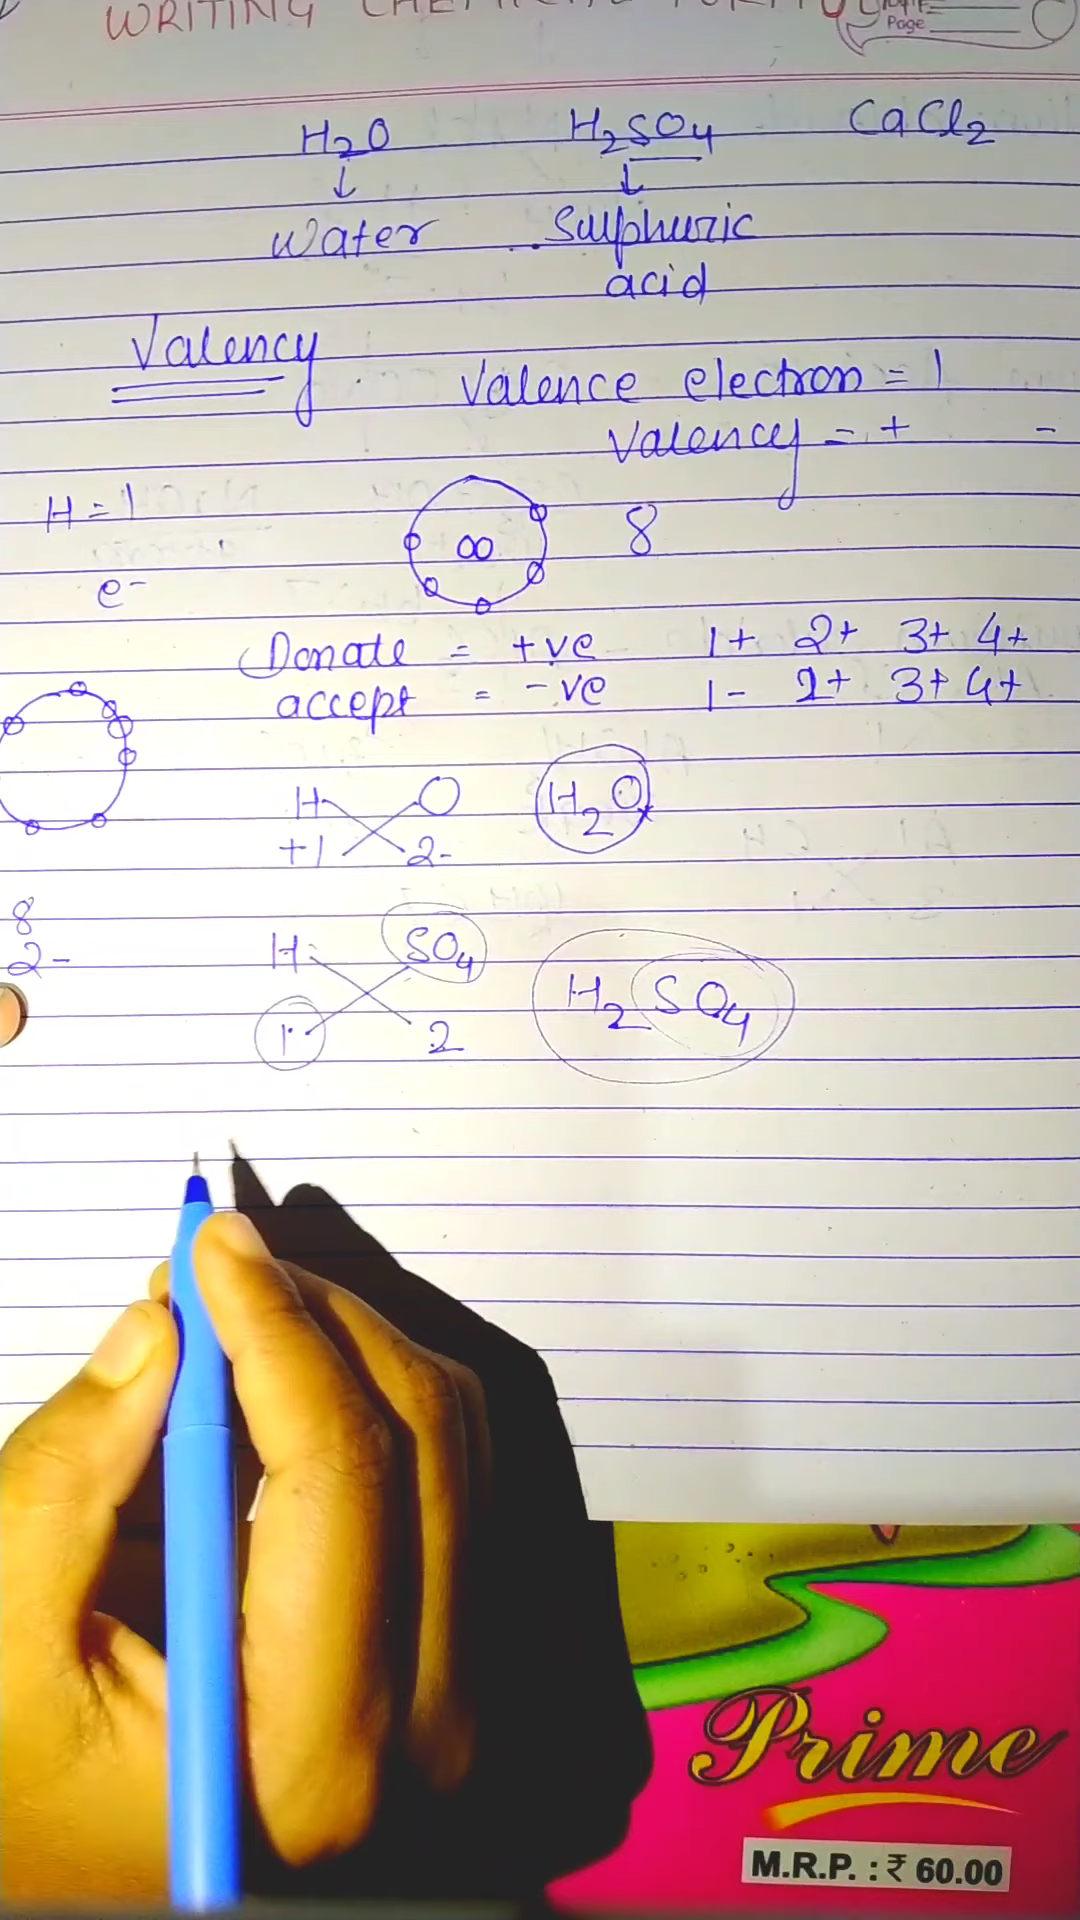 WRITING CHEMICAL FORMUL
Page
H₂O H₂SO₄ CaCl₂
↓ ↓
Water Sulphuric
acid
Valency
Valence electron = 1
Valency = + -
H = 1
8
e-
Donate = +ve 1+ 2+ 3+ 4+
accept = -ve 1- 2+ 3+ 4+
H O H₂O
+1 2-
8
2-
H SO₄ H₂SO₄
1 2
Prime
M.R.P. : ₹ 60.00